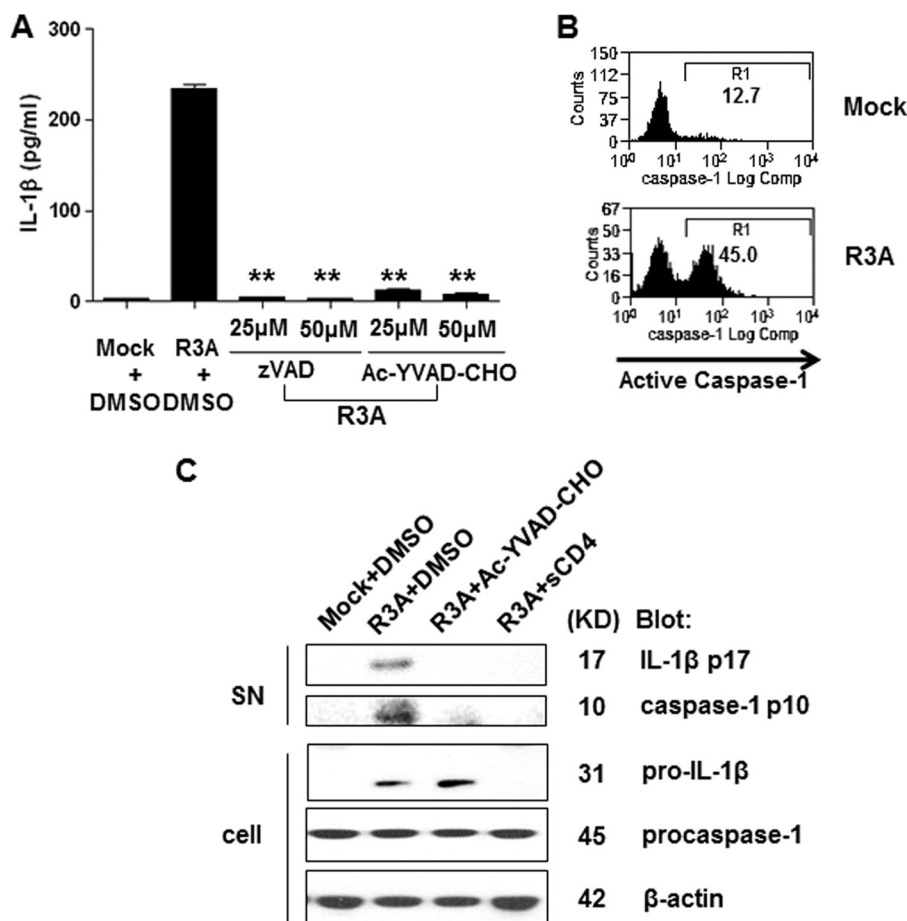 A
300
200
100
0
IL-1β (pg/ml)
** ** ** **
25μM 50μM 25μM 50μM
Mock + DMSO
R3A + DMSO
zVAD
Ac-YVAD-CHO
R3A
B
150
112
75
37
0
Counts
R1
12.7
10⁰ 10¹ 10² 10³ 10⁴
caspase-1 Log Comp
Mock
67
50
33
16
0
Counts
R1
45.0
10⁰ 10¹ 10² 10³ 10⁴
caspase-1 Log Comp
R3A
Active Caspase-1
C
Mock+DMSO
R3A+DMSO
R3A+Ac-YVAD-CHO
R3A+sCD4
(KD) Blot:
SN
17 IL-1β p17
10 caspase-1 p10
cell
31 pro-IL-1β
45 procaspase-1
42 β-actin